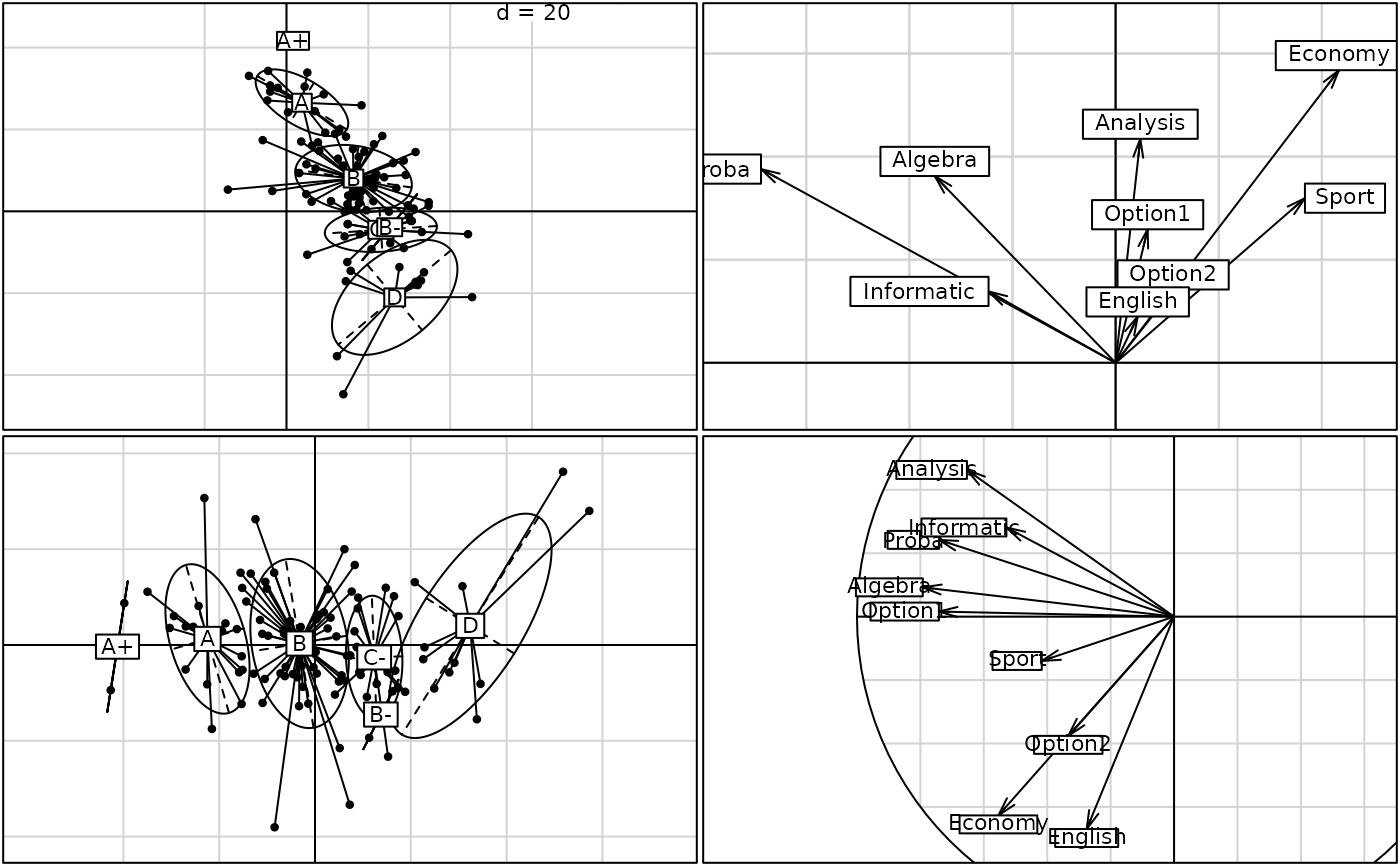 d = 20
A+
A
B
B-
D
Economy
Analysis
roba
Algebra
Sport
Option1
Option2
Informatic
English
A+
A
B
C-
D
B-
Analysis
Informatic
Proba
Algebra
Option1
Sport
Option2
Economy
English